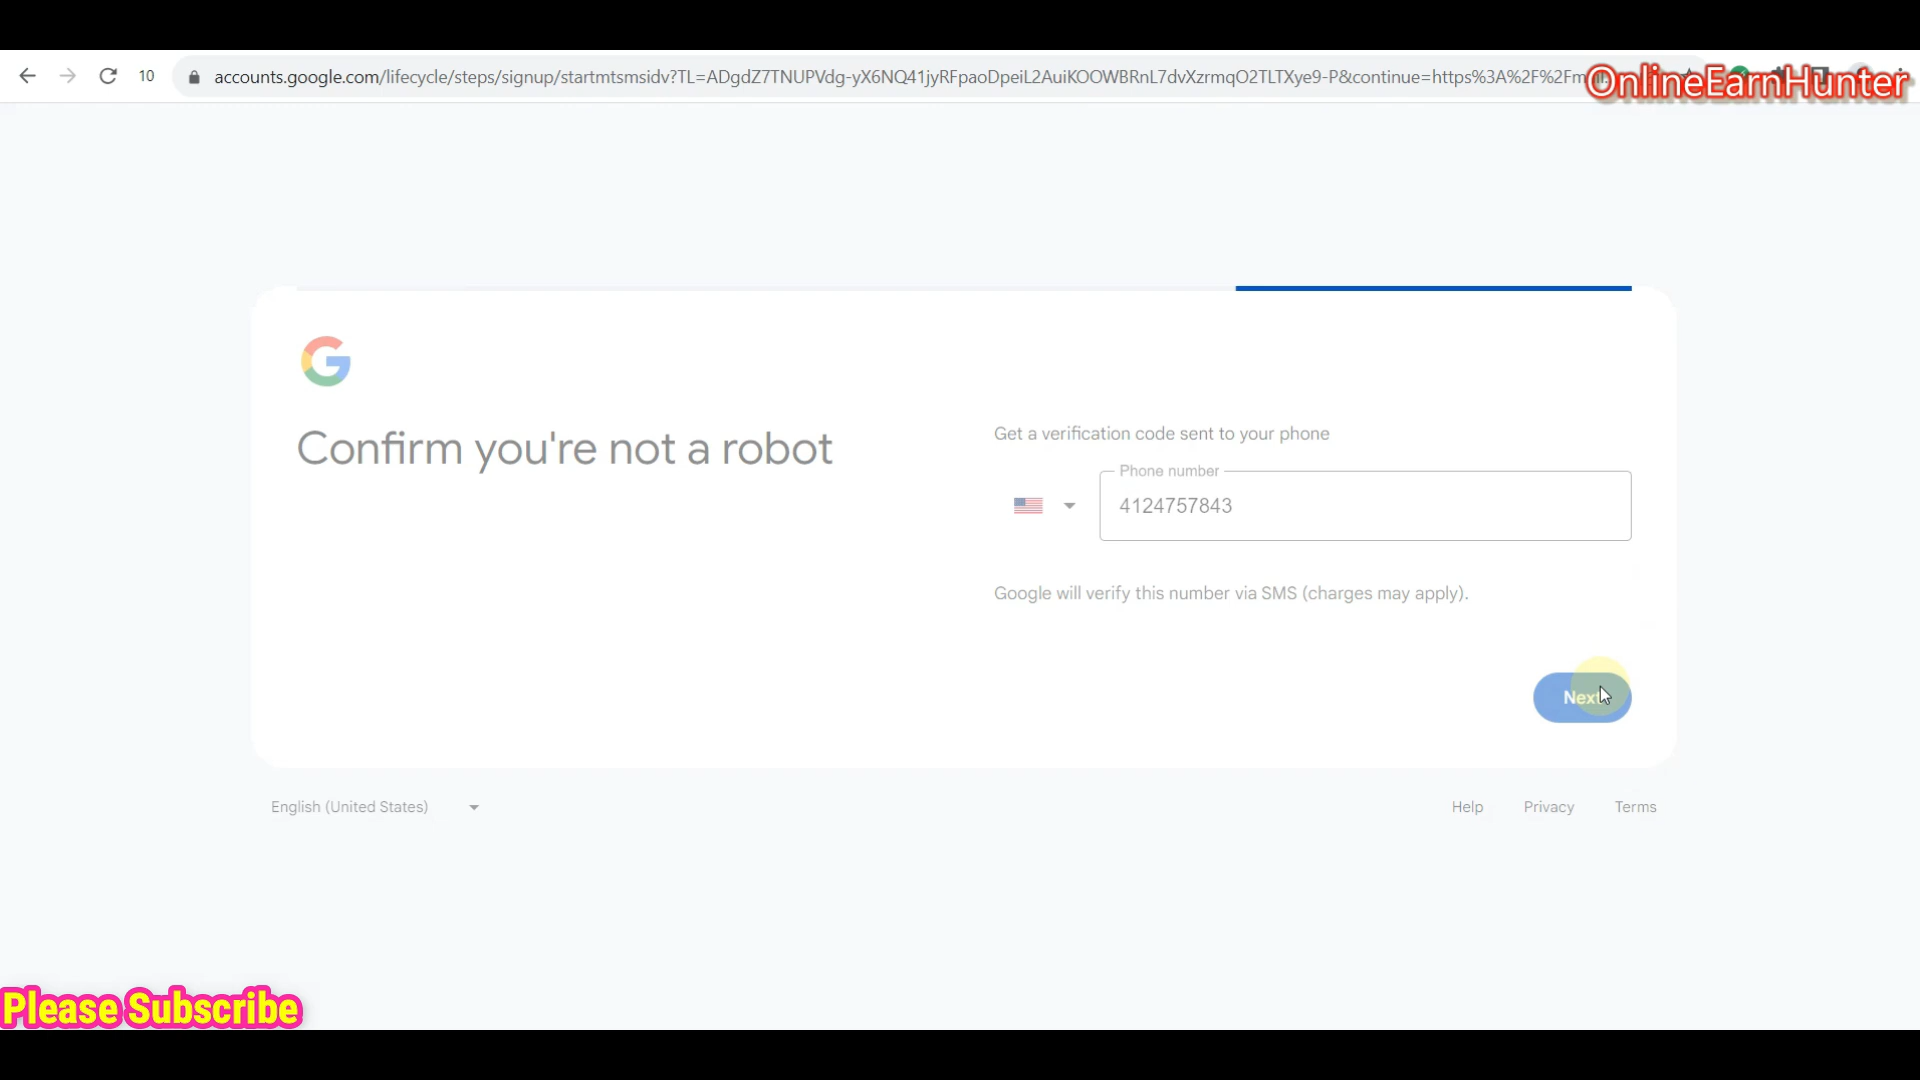 10
accounts.google.com/lifecycle/steps/signup/startmtsmsidv?TL=ADgdZ7TNUPVdg-yX6NQ41jyRFpaoDpeiL2AuiKOOWBRnL7dvXzrmqO2TLTXye9-P&continue=https%3A%2F%2Fm
OnlineEarnHunter
Confirm you're not a robot
Get a verification code sent to your phone
Phone number
4124757843
Google will verify this number via SMS (charges may apply).
Next
English (United States)
Help Privacy Terms
Please Subscribe